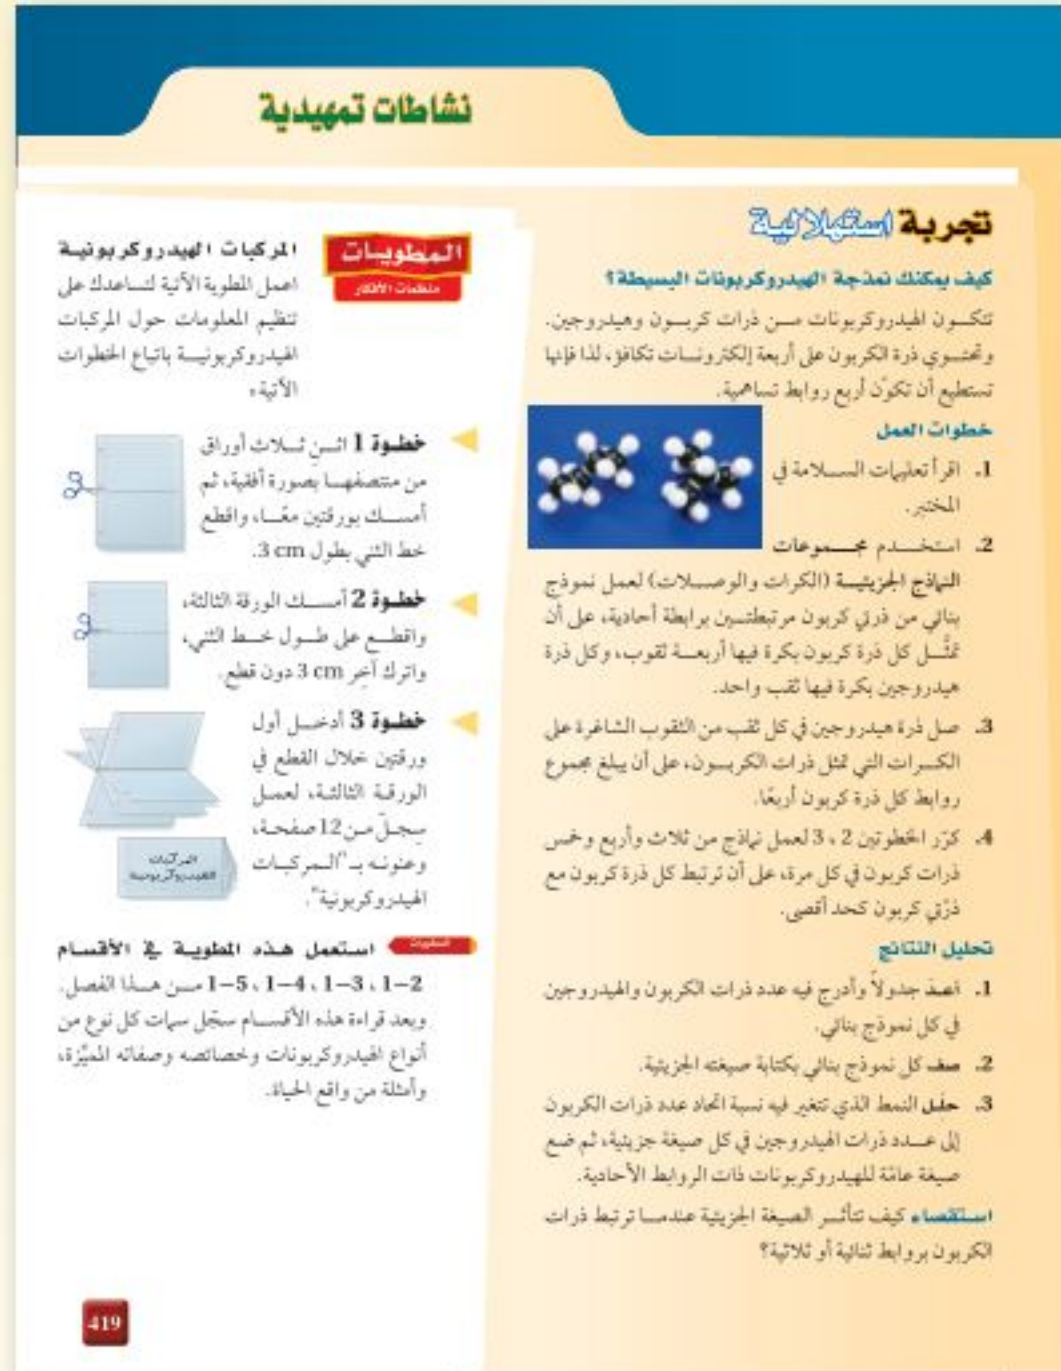 نشاطات تمهيدية
تجربة استهلالية
كيف يمكنك نمذجة الهيدروكربونات البسيطة؟
تتكون الهيدروكربونات من ذرات كربون وهيدروجين.
وتحتوي ذرة الكربون على أربعة إلكترونات تكافؤ، لذا فإنها
تستطيع أن تكوّن أربع روابط تساهمية.
خطوات العمل
1. اقرأ تعليمات السلامة في
المختبر.
2. استخدم مجموعات
النماذج الجزيئية (الكرات والوصلات) لعمل نموذج
بنائي من ذرتي كربون مرتبطتين برابطة أحادية، على أن
تمثَّل كل ذرة كربون بكرة فيها أربعة ثقوب، وكل ذرة
هيدروجين بكرة فيها ثقب واحد.
3. صل ذرة هيدروجين في كل ثقب من الثقوب الشاغرة على
الكرات التي تمثل ذرات الكربون، على أن يبلغ مجموع
روابط كل ذرة كربون أربعًا.
4. كرّر الخطوتين 2 ، 3 لعمل نماذج من ثلاث وأربع وخمس
ذرات كربون في كل مرة، على أن ترتبط كل ذرة كربون مع
ذرّتي كربون كحد أقصى.
تحليل النتائج
1. أعدّ جدولاً وأدرج فيه عدد ذرات الكربون والهيدروجين
في كل نموذج بنائي.
2. صف كل نموذج بنائي بكتابة صيغته الجزيئية.
3. حلّل النمط الذي تتغير فيه نسبة اتحاد عدد ذرات الكربون
إلى عدد ذرات الهيدروجين في كل صيغة جزيئية، ثم ضع
صيغة عامّة للهيدروكربونات ذات الروابط الأحادية.
استقصاء كيف تتأثر الصيغة الجزيئية عندما ترتبط ذرات
الكربون بروابط ثنائية أو ثلاثية؟
المطويات
منظمات الأفكار
المركبات الهيدروكربونية
اعمل المطوية الآتية لتساعدك على
تنظيم المعلومات حول المركبات
الهيدروكربونية باتباع الخطوات
الآتية:
خطوة 1 اثنِ ثلاث أوراق
من منتصفها بصورة أفقية، ثم
أمسك بورقتين معًا، واقطع
خط الثني بطول 3 cm.
خطوة 2 أمسك الورقة الثالثة،
واقطع على طول خط الثني،
واترك آخر 3 cm دون قطع.
خطوة 3 أدخل أول
ورقتين خلال القطع في
الورقة الثالثة، لعمل
سجلّ من 12 صفحة،
وعنونه بـ "المركبات
الهيدروكربونية".
المركبات
الهيدروكربونية
المطويات استعمل هذه المطوية في الأقسام
1-2 ، 1-3 ، 1-4 ، 1-5 من هذا الفصل.
وبعد قراءة هذه الأقسام سجّل سمات كل نوع من
أنواع الهيدروكربونات وخصائصه وصفاته المميّزة،
وأمثلة من واقع الحياة.
419